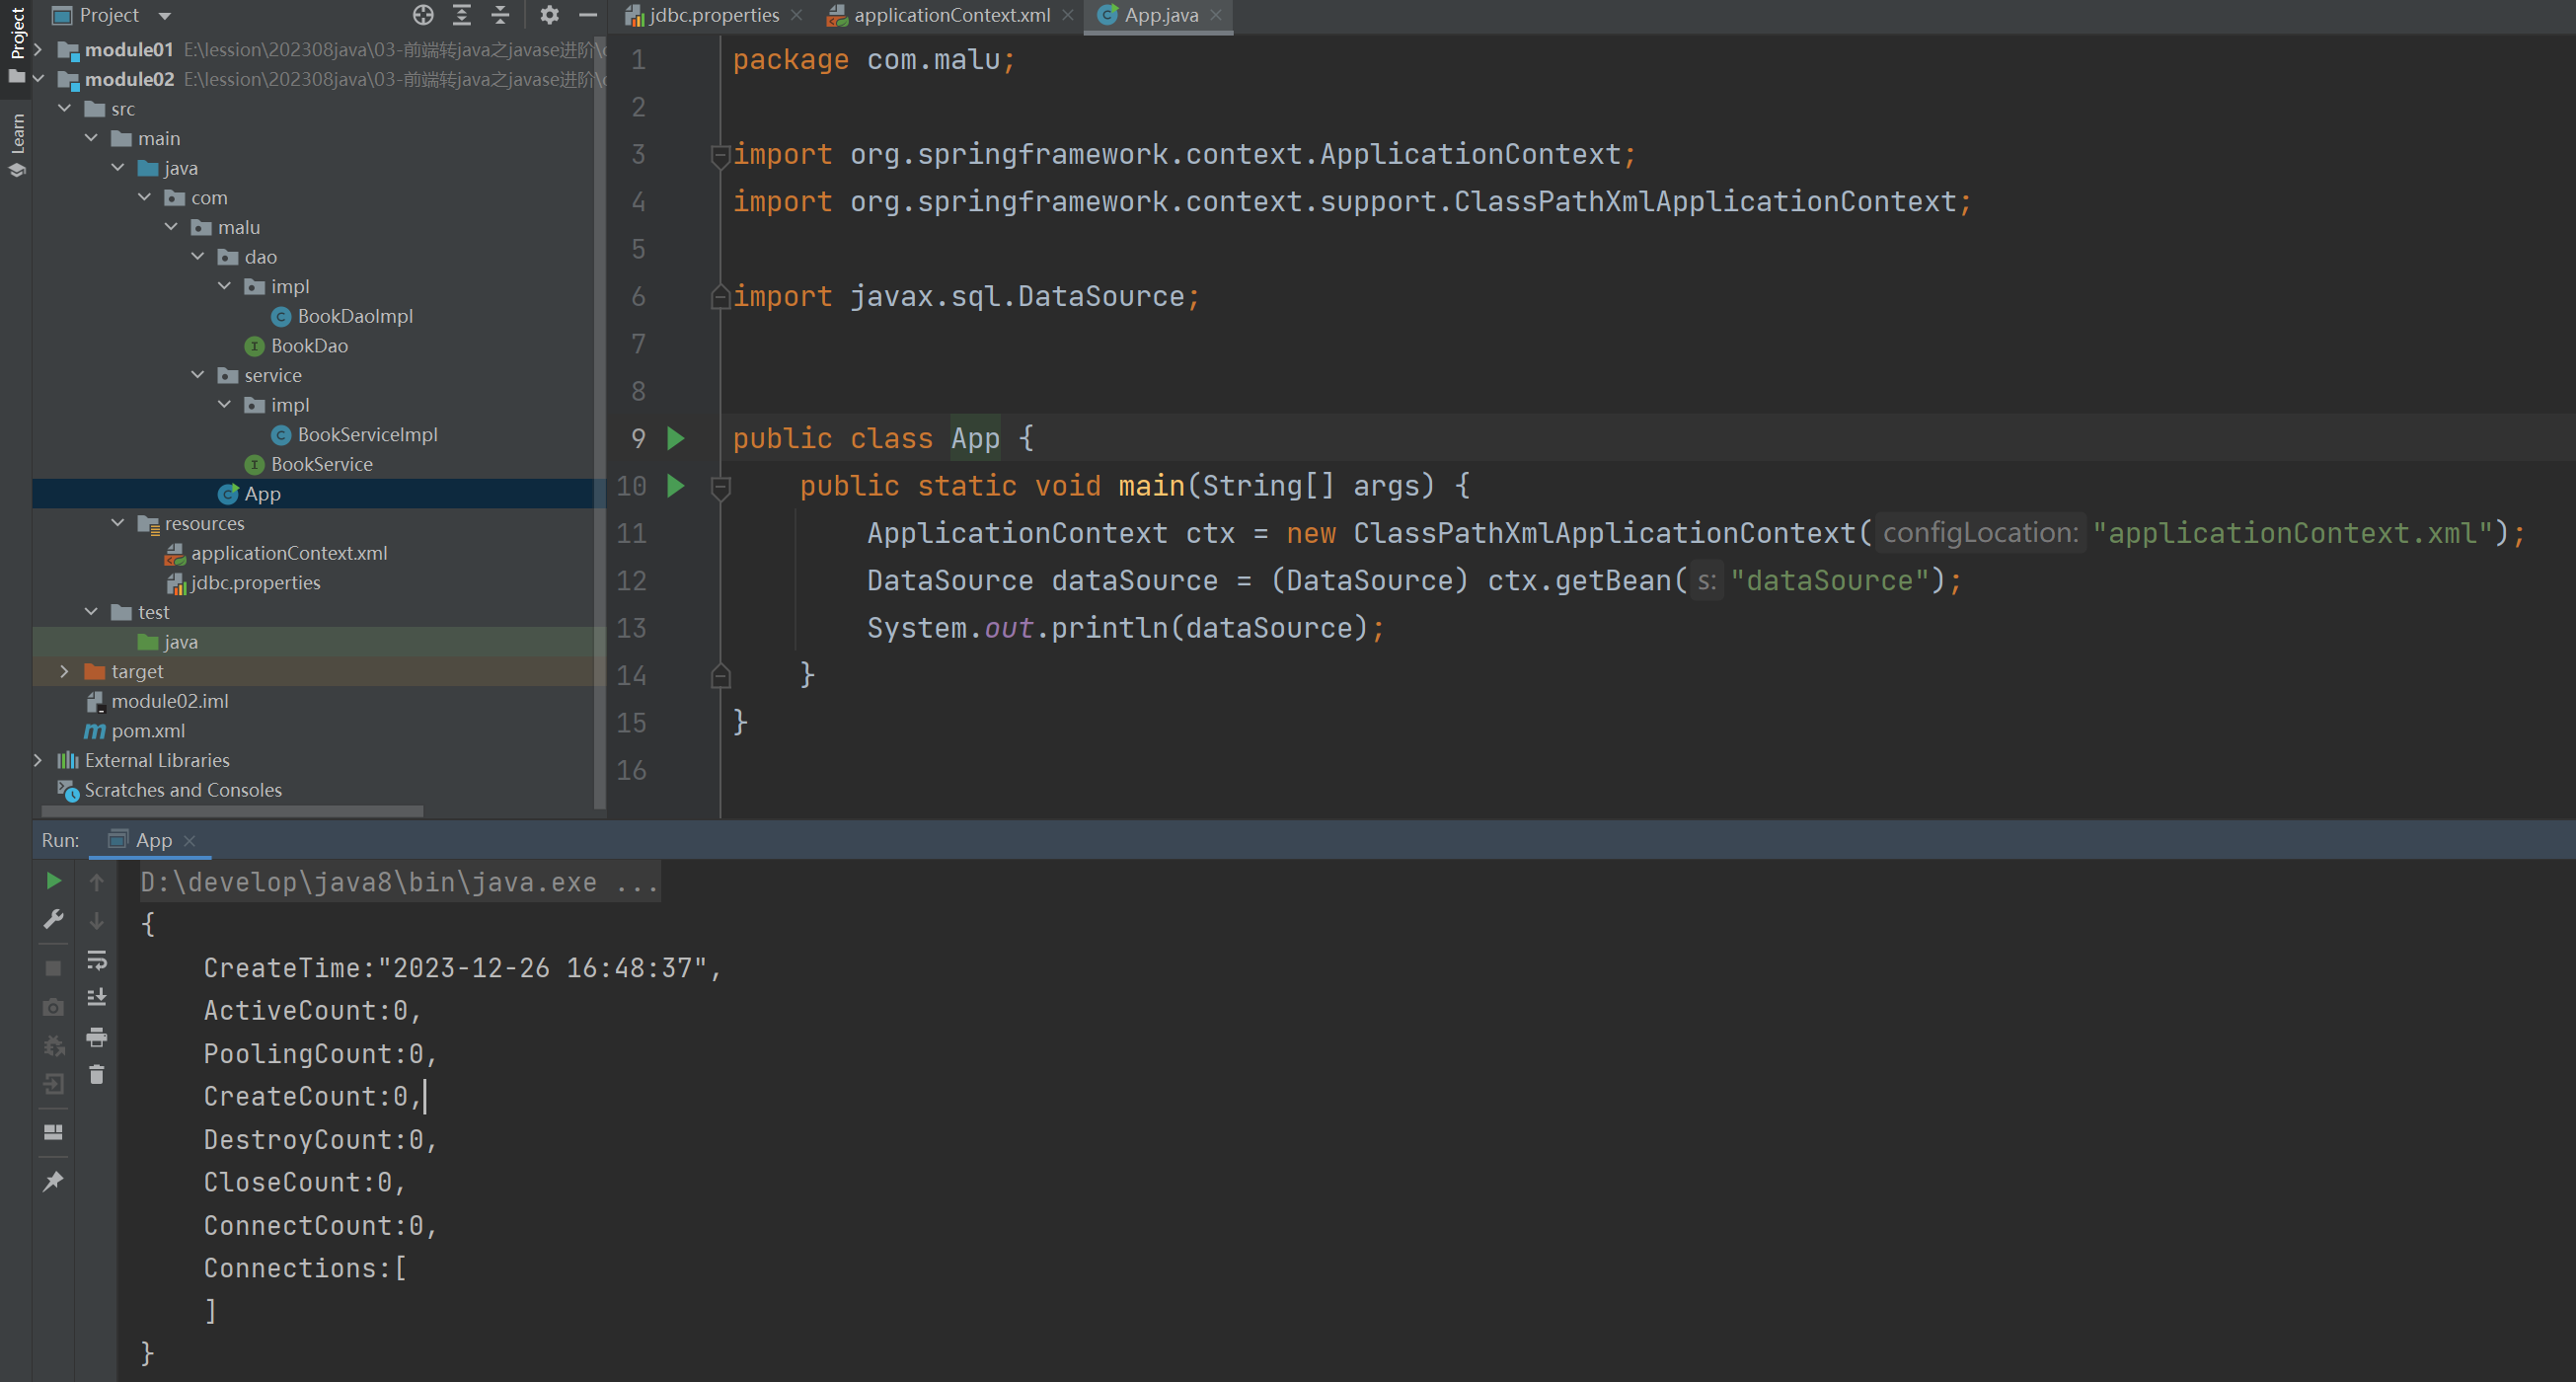 Project
jdbc.properties
applicationContext.xml
App.java
Project
Learn
module01 E:\lession\202308java\03-前端转java之javase进阶\
module02 E:\lession\202308java\03-前端转java之javase进阶\
src
main
java
com
malu
dao
impl
BookDaoImpl
BookDao
service
impl
BookServiceImpl
BookService
App
resources
applicationContext.xml
jdbc.properties
test
java
target
module02.iml
pom.xml
External Libraries
Scratches and Consoles
1 package com.malu;
2
3 import org.springframework.context.ApplicationContext;
4 import org.springframework.context.support.ClassPathXmlApplicationContext;
5
6 import javax.sql.DataSource;
7
8
9 public class App {
10 public static void main(String[] args) {
11 ApplicationContext ctx = new ClassPathXmlApplicationContext( configLocation: "applicationContext.xml");
12 DataSource dataSource = (DataSource) ctx.getBean( s: "dataSource");
13 System.out.println(dataSource);
14 }
15 }
16
Run: App
D:\develop\java8\bin\java.exe ...
{
CreateTime:"2023-12-26 16:48:37",
ActiveCount:0,
PoolingCount:0,
CreateCount:0,
DestroyCount:0,
CloseCount:0,
ConnectCount:0,
Connections:[
]
}